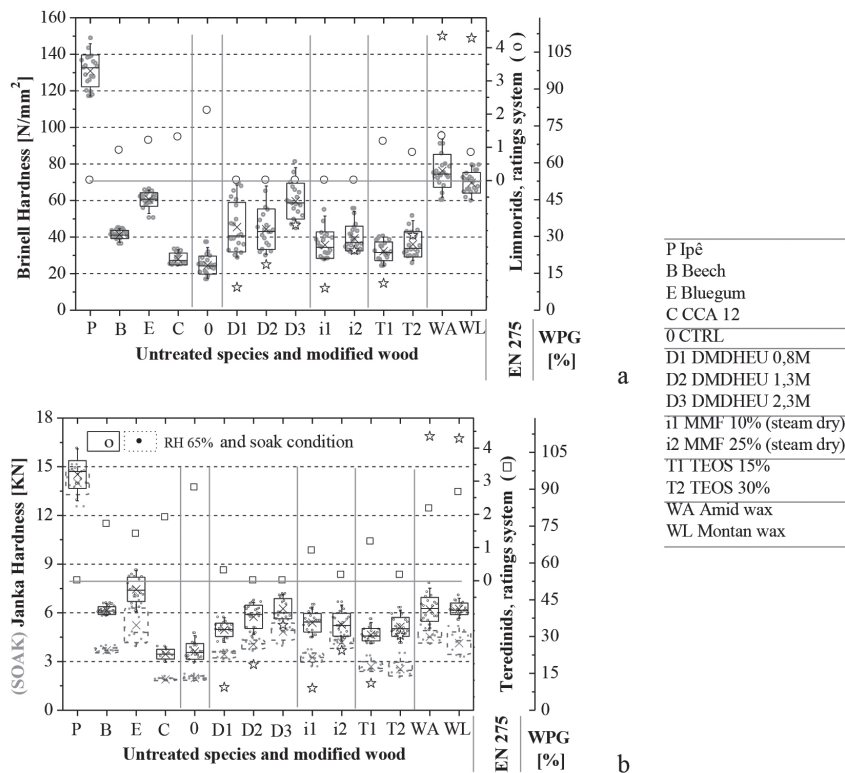 160
140
120
100
80
60
40
20
0
Brinell Hardness [N/mm²]
4
3
2
1
0
Limnorids, ratings system (o)
105
90
75
60
45
30
15
0
P B E C 0 D1 D2 D3 i1 i2 T1 T2 WA WL
Untreated species and modified wood
EN 275
WPG
[%]
a
P Ipê
B Beech
E Bluegum
C CCA 12
0 CTRL
D1 DMDHEU 0,8M
D2 DMDHEU 1,3M
D3 DMDHEU 2,3M
i1 MMF 10% (steam dry)
i2 MMF 25% (steam dry)
T1 TEOS 15%
T2 TEOS 30%
WA Amid wax
WL Montan wax
18
15
12
9
6
3
0
(SOAK) Janka Hardness [KN]
o RH 65% and soak condition
4
3
2
1
0
Teredinids, ratings system (□)
105
90
75
60
45
30
15
0
P B E C 0 D1 D2 D3 i1 i2 T1 T2 WA WL
Untreated species and modified wood
EN 275
WPG
[%]
b